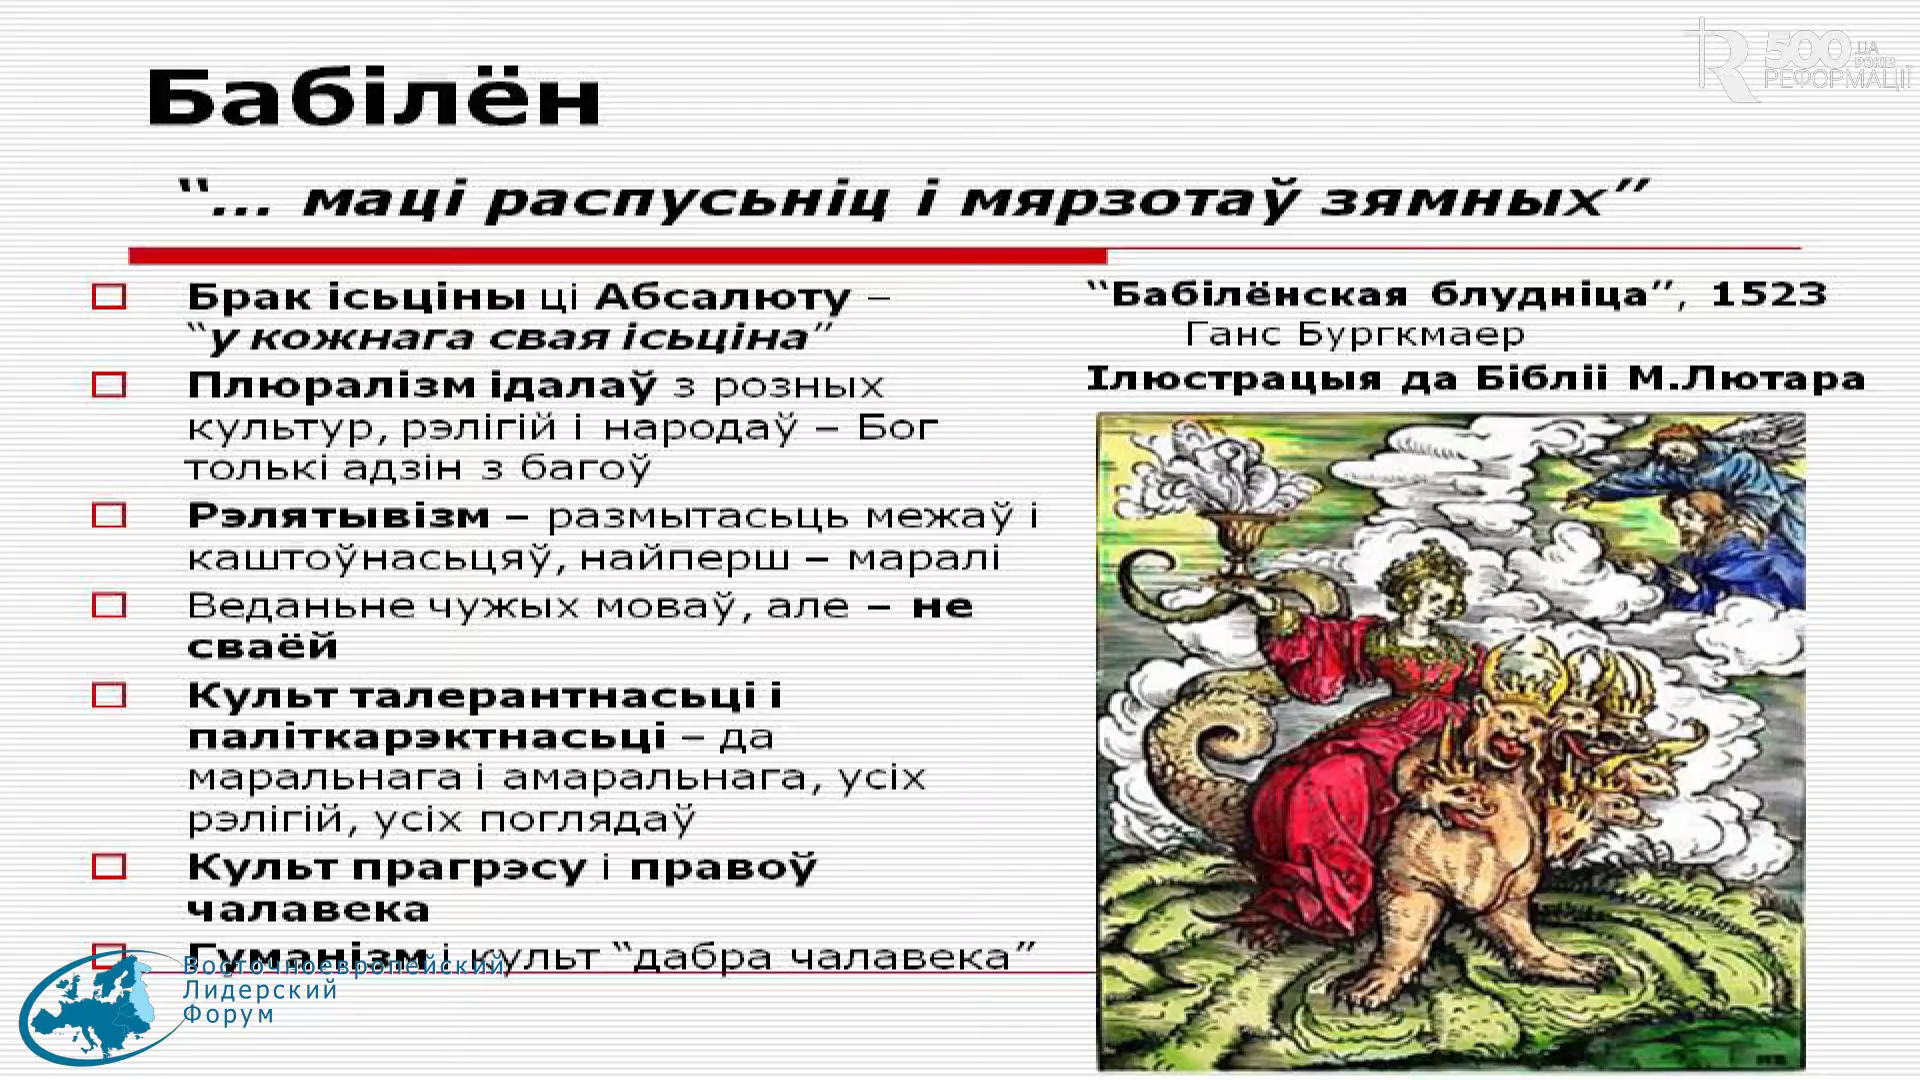 Бабілён
“... маці распусьніц і мярзотаў зямных”
Брак ісьціны ці Абсалюту –
“у кожнага свая ісьціна”
Плюралізм ідалаў з розных
культур, рэлігій і народаў – Бог
толькі адзін з багоў
Рэлятывізм – размытасьць межаў і
каштоўнасьцяў, найперш – маралі
Веданьне чужых моваў, але – не
сваёй
Культ талерантнасьці і
паліткарэктнасьці – да
маральнага і амаральнага, усіх
рэлігій, усіх поглядаў
Культ прагрэсу і правоў
чалавека
Гуманізм і культ “дабра чалавека”
“Бабілёнская блудніца”, 1523
Ганс Бургкмаер
Ілюстрацыя да Бібліі М.Лютара
R 500 .UA
РОКІВ
РЕФОРМАЦІЇ
Восточноевропейский
Лидерский
Форум